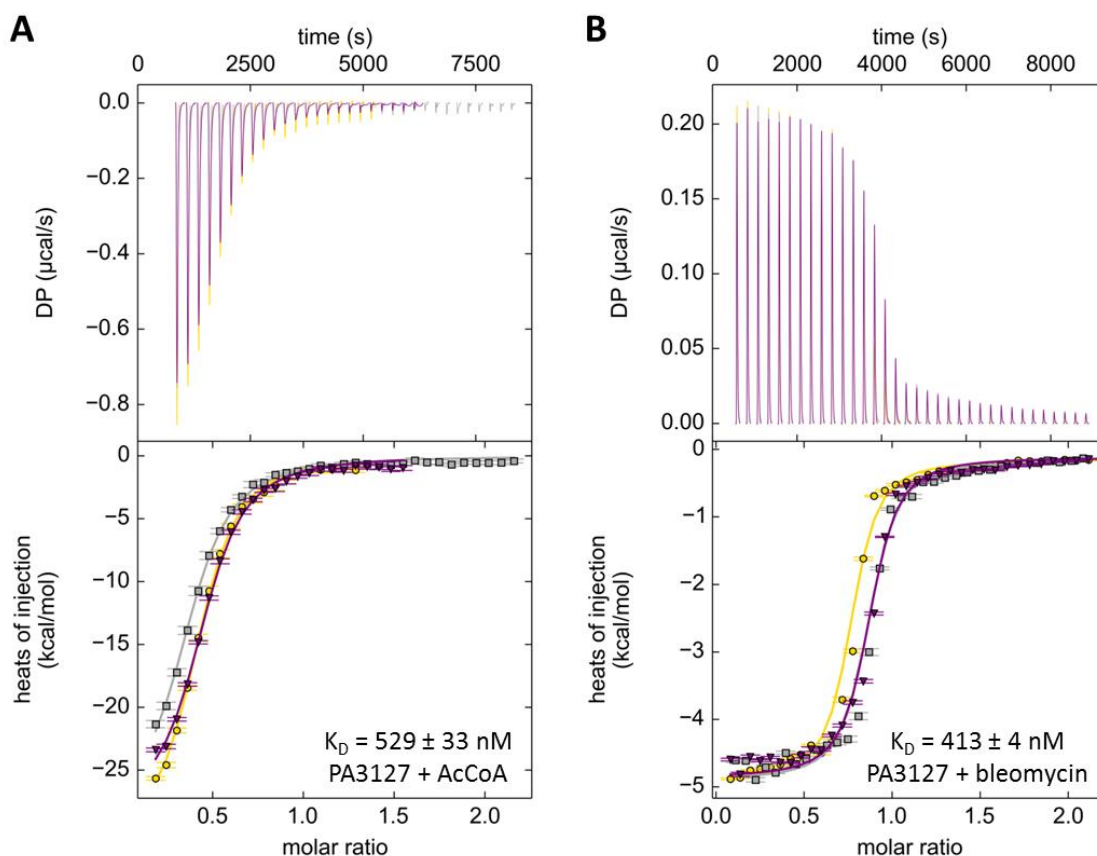 A
time (s)
0 2500 5000 7500
0.0
−0.2
−0.4
−0.6
−0.8
DP (µcal/s)
0
−5
−10
−15
−20
−25
heats of injection
(kcal/mol)
K_D = 529 ± 33 nM
PA3127 + AcCoA
0.5 1.0 1.5 2.0
molar ratio
B
time (s)
0 2000 4000 6000 8000
0.20
0.15
0.10
0.05
0.00
DP (µcal/s)
0
−1
−2
−3
−4
−5
heats of injection
(kcal/mol)
K_D = 413 ± 4 nM
PA3127 + bleomycin
0.0 0.5 1.0 1.5 2.0
molar ratio